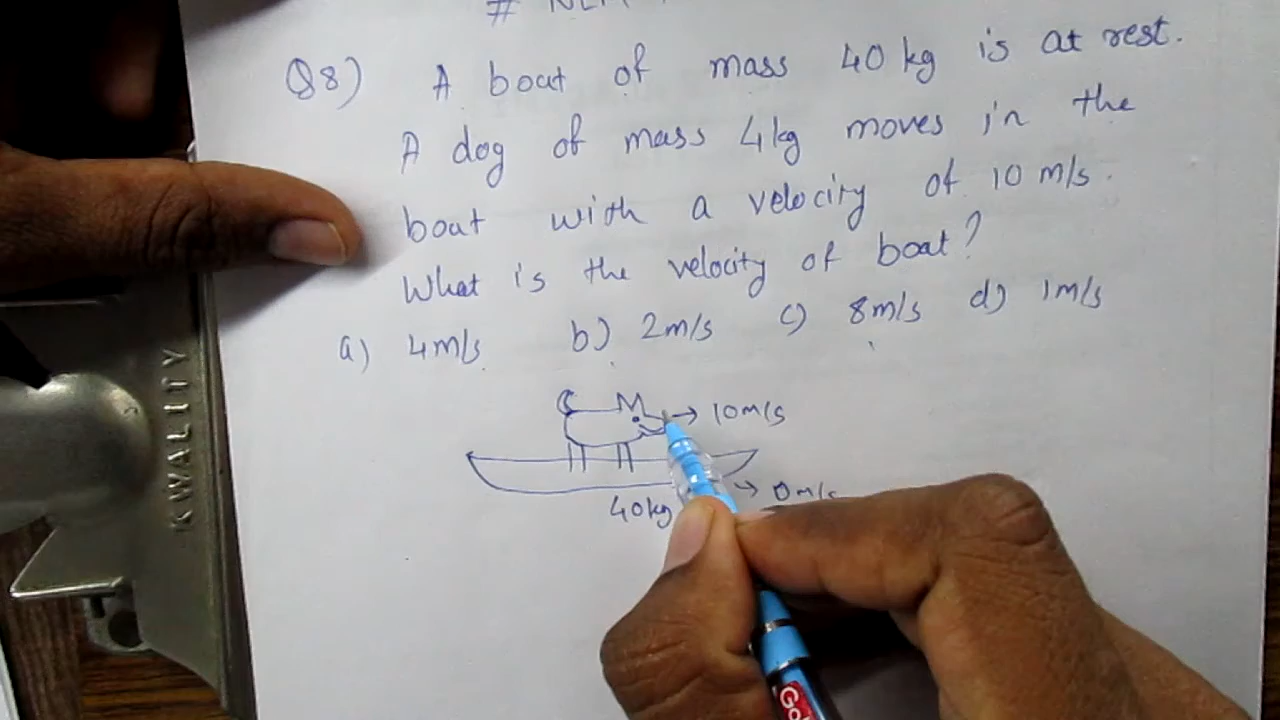 Q8) A boat of mass 40 kg is at rest.
A dog of mass 4kg moves in the
boat with a velocity of 10 m/s.
What is the velocity of boat?
a) 4m/s b) 2m/s c) 8m/s d) 1m/s
→ 10m/s
→ 0m/s
40kg
KWALITY